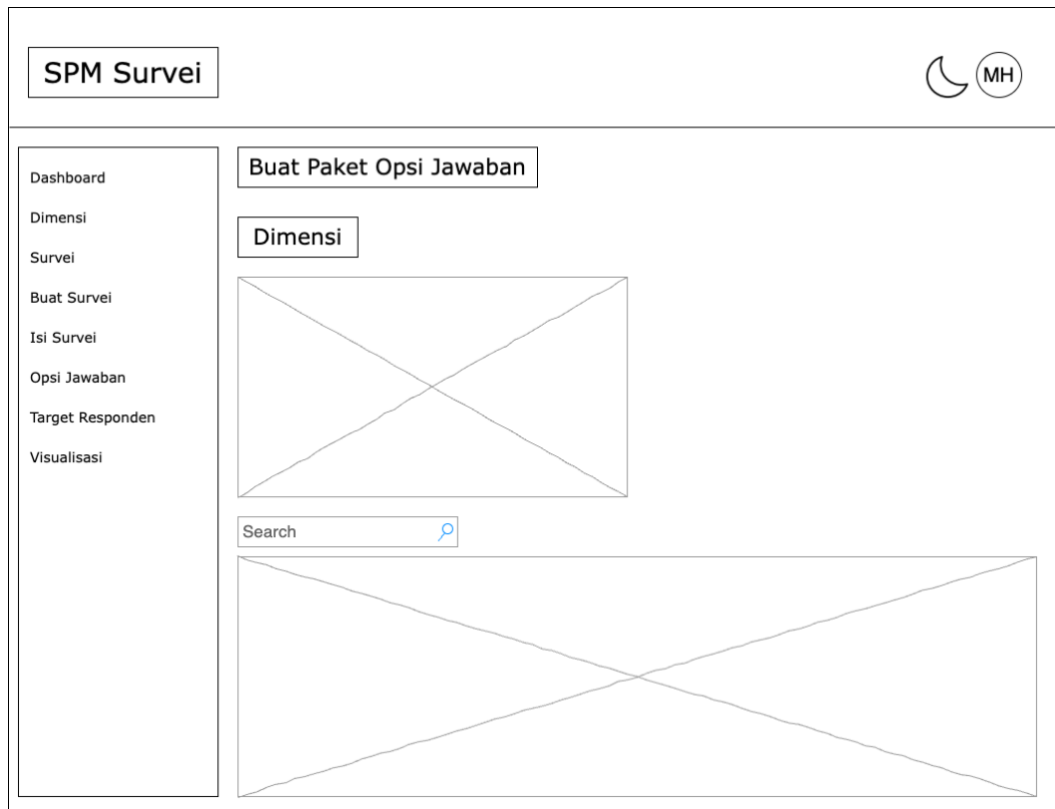 SPM Survei
MH
Dashboard
Dimensi
Survei
Buat Survei
Isi Survei
Opsi Jawaban
Target Responden
Visualisasi
Buat Paket Opsi Jawaban
Dimensi
Search